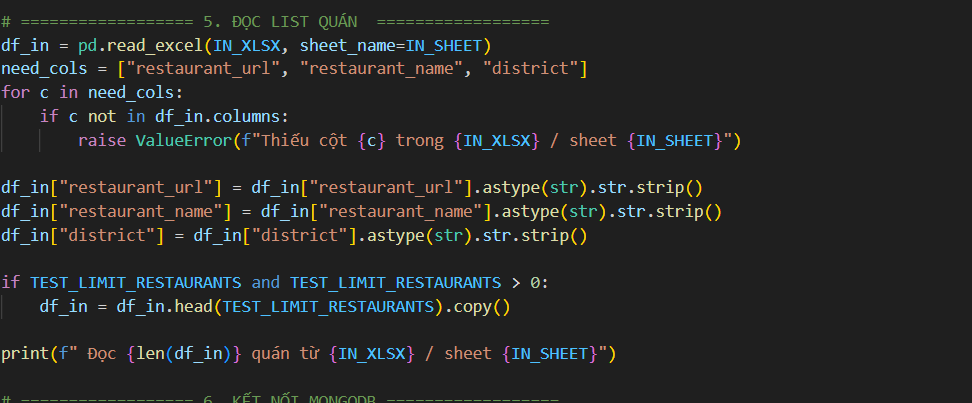 # ================== 5. ĐỌC LIST QUÁN  ==================
df_in = pd.read_excel(IN_XLSX, sheet_name=IN_SHEET)
need_cols = ["restaurant_url", "restaurant_name", "district"]
for c in need_cols:
    if c not in df_in.columns:
        raise ValueError(f"Thiếu cột {c} trong {IN_XLSX} / sheet {IN_SHEET}")
df_in["restaurant_url"] = df_in["restaurant_url"].astype(str).str.strip()
df_in["restaurant_name"] = df_in["restaurant_name"].astype(str).str.strip()
df_in["district"] = df_in["district"].astype(str).str.strip()
if TEST_LIMIT_RESTAURANTS and TEST_LIMIT_RESTAURANTS > 0:
    df_in = df_in.head(TEST_LIMIT_RESTAURANTS).copy()
print(f" Đọc {len(df_in)} quán từ {IN_XLSX} / sheet {IN_SHEET}")
# ================== 6. KẾT NỐI MONGODB ==================